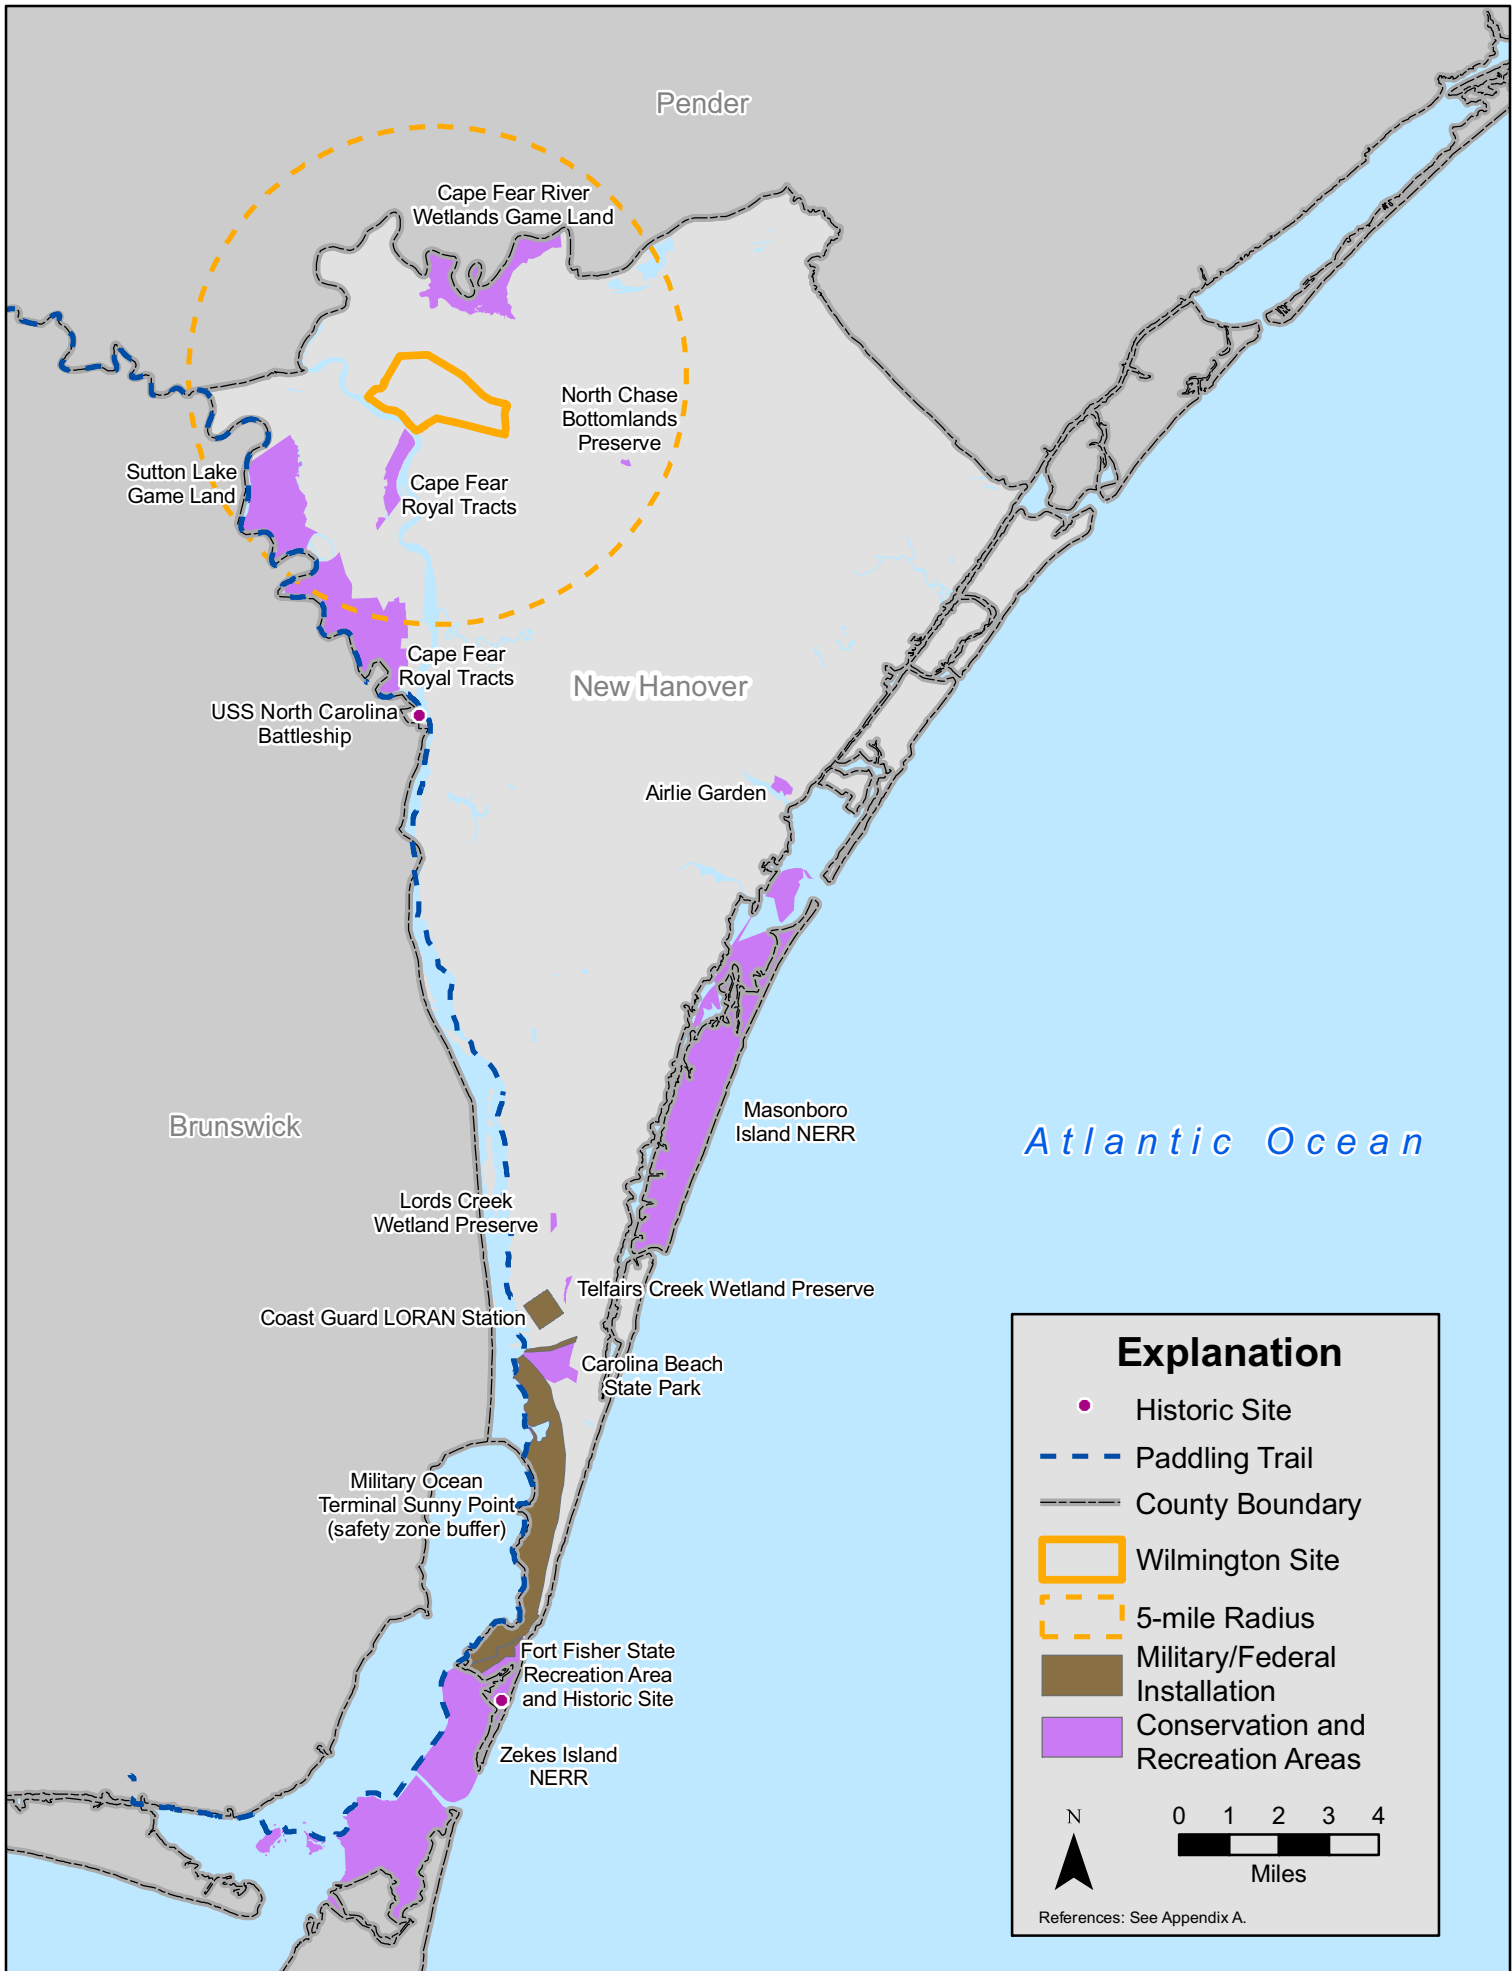 Pender
Cape Fear River
Wetlands Game Land
North Chase
Bottomlands
Preserve
Sutton Lake
Game Land
Cape Fear
Royal Tracts
Cape Fear
Royal Tracts
New Hanover
USS North Carolina
Battleship
Airlie Garden
Masonboro
Island NERR
Atlantic Ocean
Brunswick
Lords Creek
Wetland Preserve
Telfairs Creek Wetland Preserve
Coast Guard LORAN Station
Carolina Beach
State Park
Military Ocean
Terminal Sunny Point
(safety zone buffer)
Fort Fisher State
Recreation Area
and Historic Site
Zekes Island
NERR
Explanation
Historic Site
Paddling Trail
County Boundary
Wilmington Site
5-mile Radius
Military/Federal
Installation
Conservation and
Recreation Areas
N
0 1 2 3 4
Miles
References: See Appendix A.